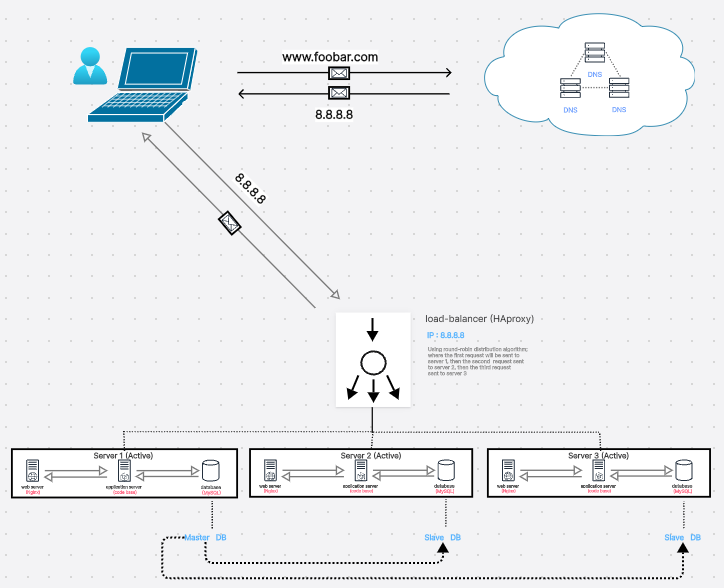 www.foobar.com
8.8.8.8
DNS
DNS
DNS
8.8.8.8
load-balancer (HAproxy)
IP : 8.8.8.8
Using round-robin distribution algorithm;
where the first request will be sent to
server 1, then the second request sent
to server 2, then the third request
sent to server 3
Server 1 (Active)
web server
(Nginx)
application server
(code base)
database
(MySQL)
Server 2 (Active)
web server
(Nginx)
application server
(code base)
database
(MySQL)
Server 3 (Active)
web server
(Nginx)
application server
(code base)
database
(MySQL)
Master DB
Slave DB
Slave DB